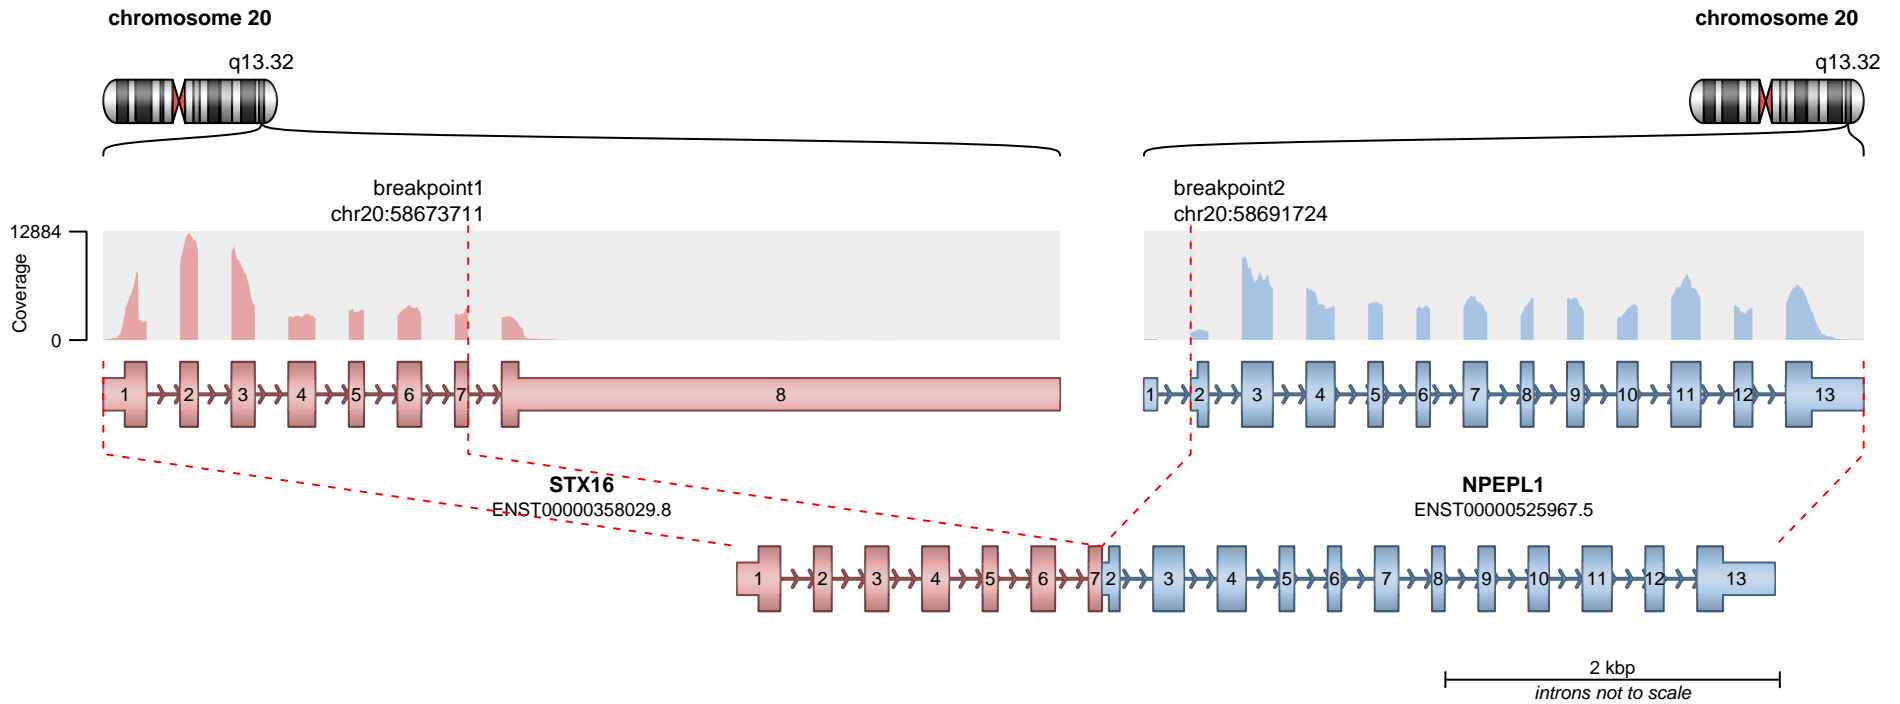 chromosome 20
chromosome 20
q13.32
q13.32
breakpoint1
chr20:58673711
breakpoint2
chr20:58691724
12884
Coverage
0
1 2 3 4 5 6 7 8
1 2 3 4 5 6 7 8 9 10 11 12 13
STX16
ENST00000358029.8
NPEPL1
ENST00000525967.5
1 2 3 4 5 6 7 2 3 4 5 6 7 8 9 10 11 12 13
2 kbp
introns not to scale